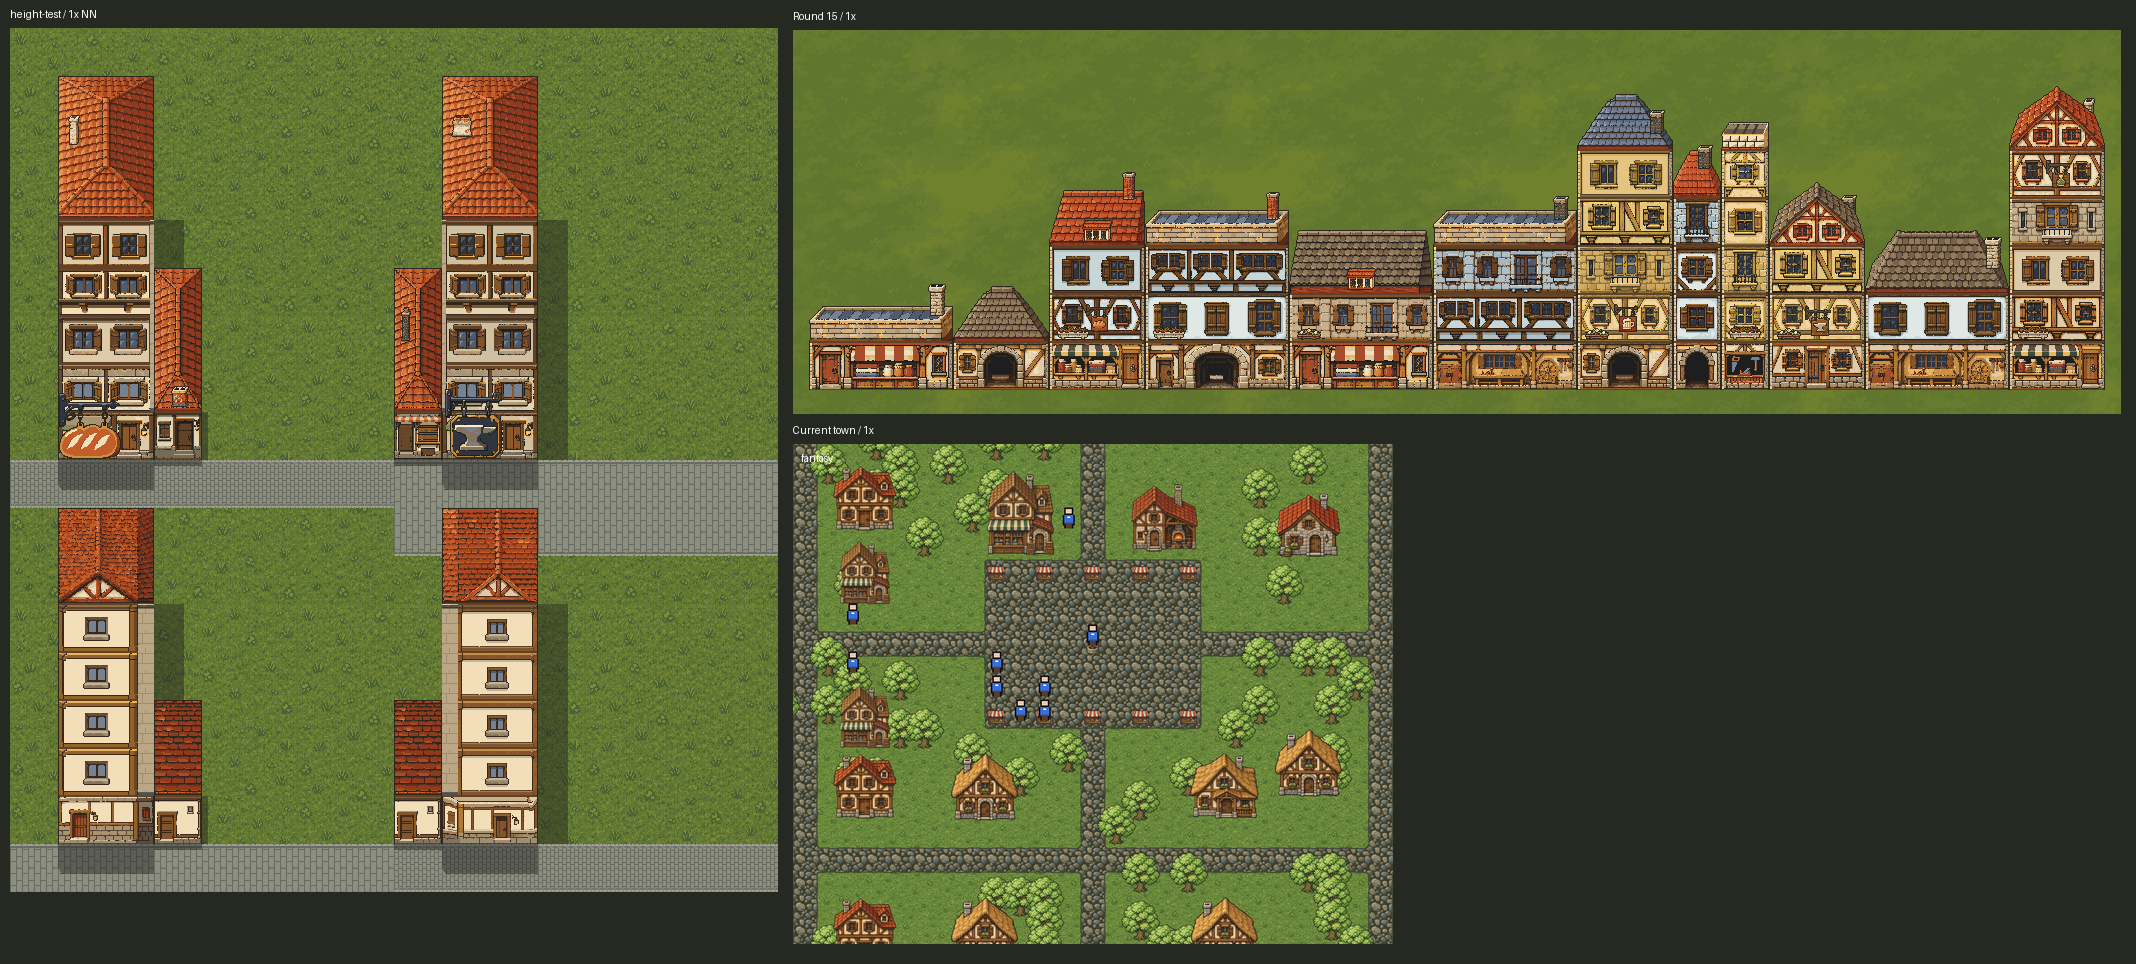 height-test / 1x NN
Round 15 / 1x
Current town / 1x
fantasy